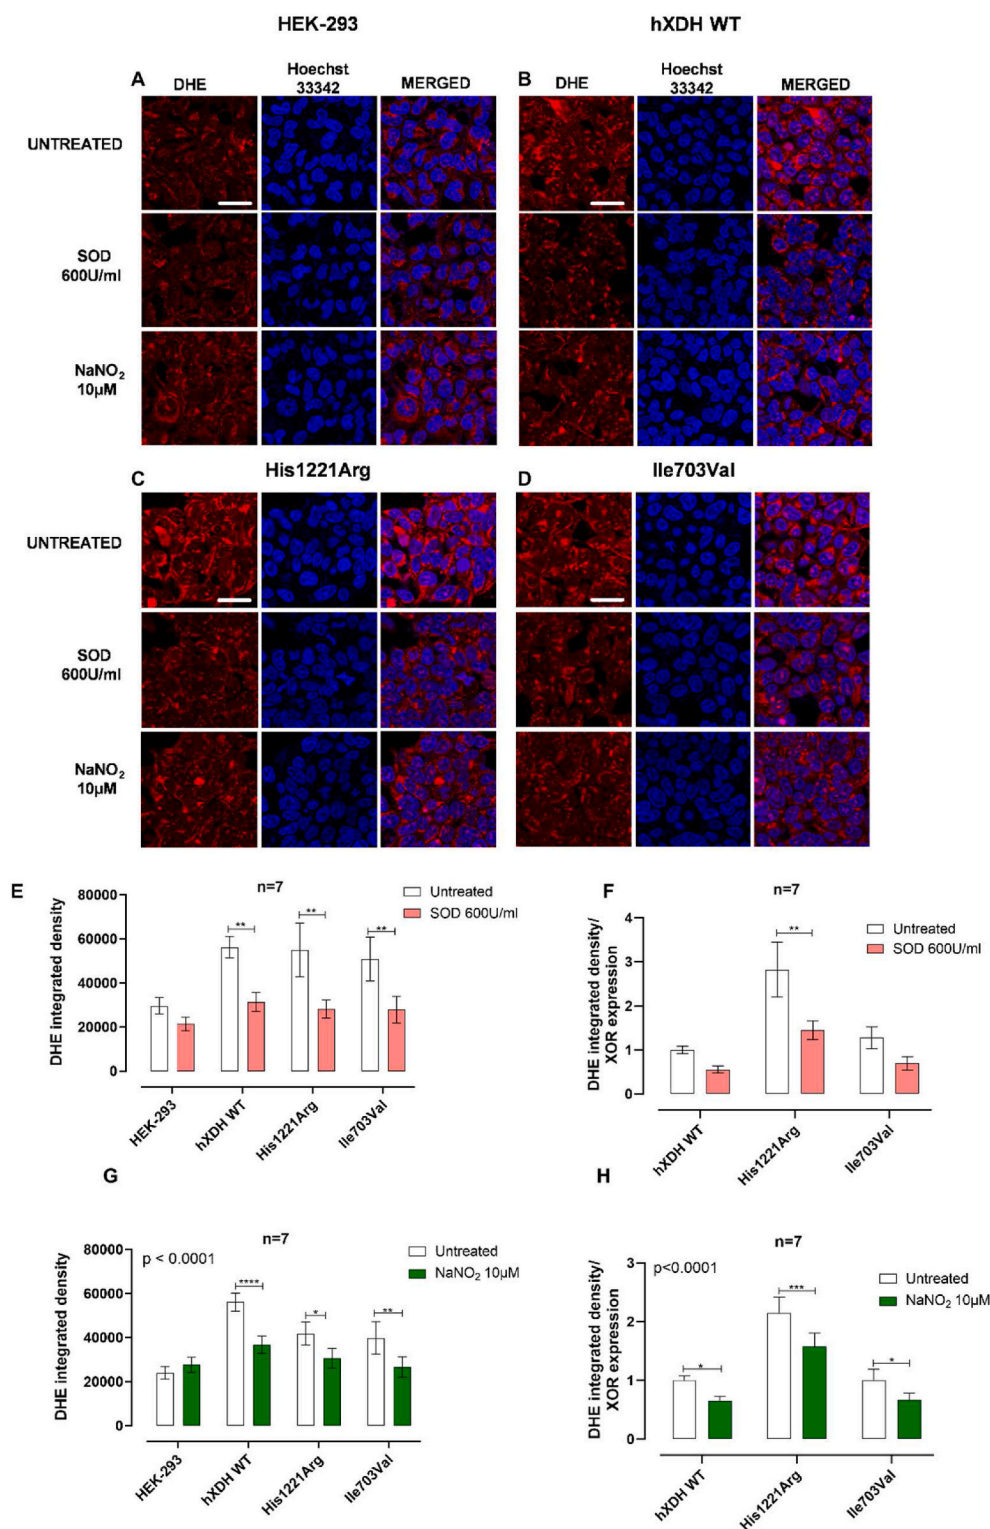 HEK-293
hXDH WT
A
DHE
Hoechst
33342
MERGED
B
DHE
Hoechst
33342
MERGED
UNTREATED
SOD
600U/ml
NaNO2
10µM
C
His1221Arg
D
Ile703Val
UNTREATED
SOD
600U/ml
NaNO2
10µM
E
n=7
DHE integrated density
80000
60000
40000
20000
0
Untreated
SOD 600U/ml
**
**
**
HEK-293
hXDH WT
His1221Arg
Ile703Val
F
n=7
DHE integrated density/
XOR expression
4
3
2
1
0
Untreated
SOD 600U/ml
**
hXDH WT
His1221Arg
Ile703Val
G
n=7
p < 0.0001
DHE integrated density
80000
60000
40000
20000
0
Untreated
NaNO2 10µM
****
*
**
HEK-293
hXDH WT
His1221Arg
Ile703Val
H
n=7
p<0.0001
DHE integrated density/
XOR expression
3
2
1
0
Untreated
NaNO2 10µM
*
***
*
hXDH WT
His1221Arg
Ile703Val